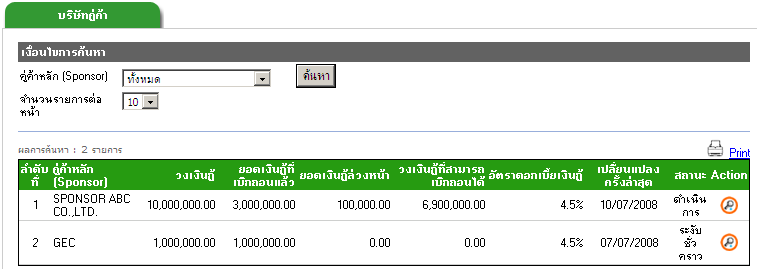 บริษัทคู่ค้า
เงื่อนไขการค้นหา
คู่ค้าหลัก (Sponsor) ทั้งหมด ค้นหา
จำนวนรายการต่อ
หน้า 10
ผลการค้นหา : 2 รายการ Print
ลำดับ คู่ค้าหลัก วงเงินกู้ ยอดเงินกู้ที่ ยอดเงินกู้ล่วงหน้า วงเงินกู้ที่สามารถ อัตราดอกเบี้ยเงินกู้ เปลี่ยนแปลง สถานะ Action
ที่ (Sponsor) เบิกถอนแล้ว เบิกถอนได้ ครั้งล่าสุด
1 SPONSOR ABC 10,000,000.00 3,000,000.00 100,000.00 6,900,000.00 4.5% 10/07/2008 ดำเนิน
CO.,LTD. การ
2 GEC 1,000,000.00 1,000,000.00 0.00 0.00 4.5% 07/07/2008 ระงับ
ชั่ว
คราว